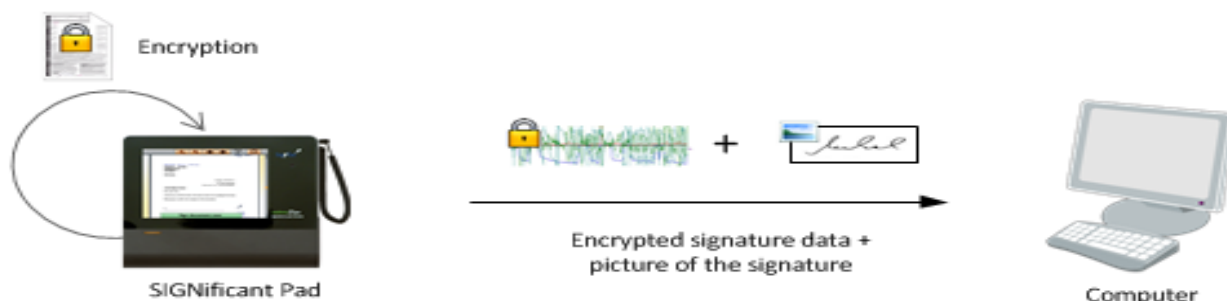 Encryption
+
Encrypted signature data +
picture of the signature
SIGNificant Pad
Computer